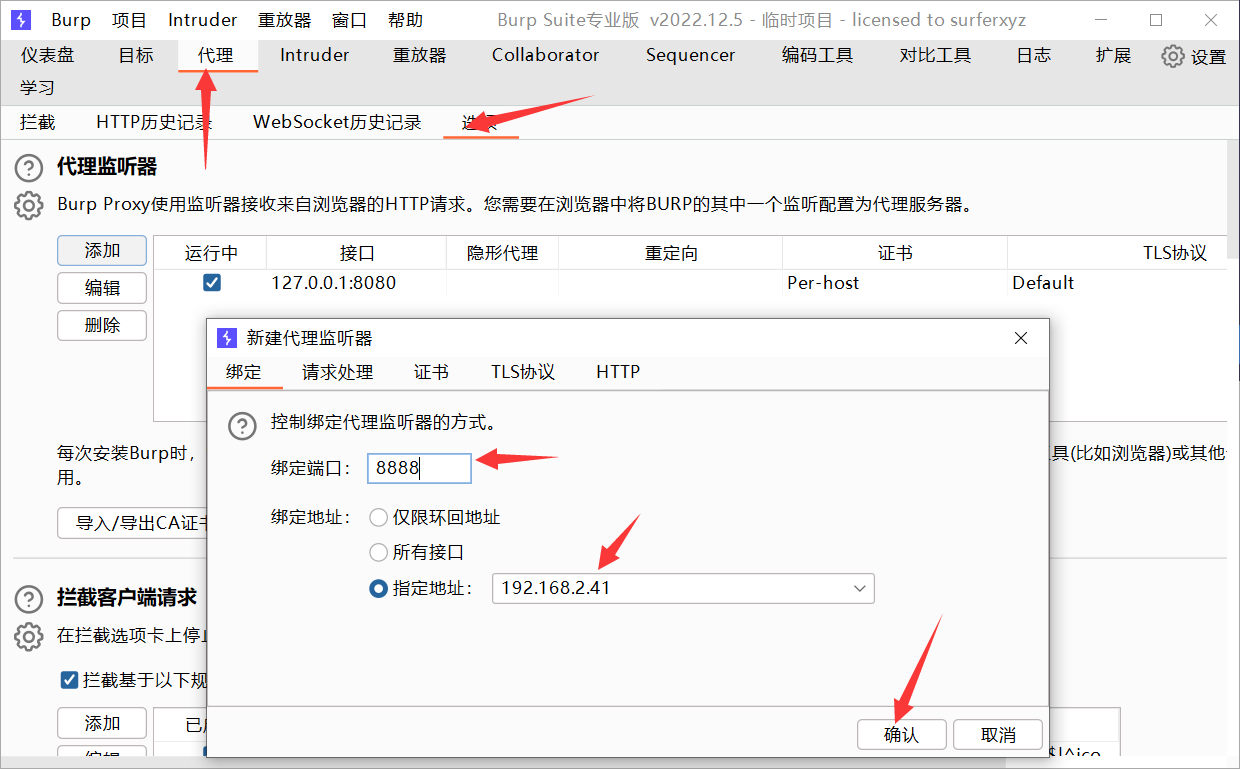 Burp 项目 Intruder 重放器 窗口 帮助 Burp Suite专业版 v2022.12.5 - 临时项目 - licensed to surferxyz
仪表盘 目标 代理 Intruder 重放器 Collaborator Sequencer 编码工具 对比工具 日志 扩展 设置
学习
拦截 HTTP历史记录 WebSocket历史记录 选项
代理监听器
Burp Proxy使用监听器接收来自浏览器的HTTP请求。您需要在浏览器中将BURP的其中一个监听配置为代理服务器。
添加 运行中 接口 隐形代理 重定向 证书 TLS协议
编辑 127.0.0.1:8080 Per-host Default
删除
新建代理监听器
绑定 请求处理 证书 TLS协议 HTTP
控制绑定代理监听器的方式。
每次安装Burp时, 具(比如浏览器)或其他
用。
绑定端口: 8888
导入/导出CA证书
绑定地址: 仅限环回地址
所有接口
指定地址: 192.168.2.41
拦截客户端请求
在拦截选项卡上停止
拦截基于以下规
添加 已
编辑
确认 取消
$|^ico